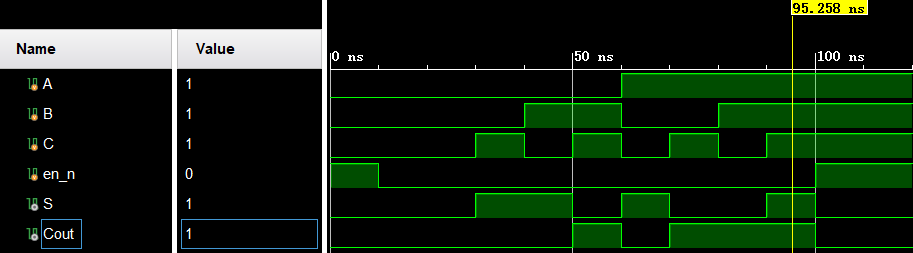 95.258 ns
Name Value
0 ns 50 ns 100 ns
A 1
B 1
C 1
en_n 0
S 1
Cout 1